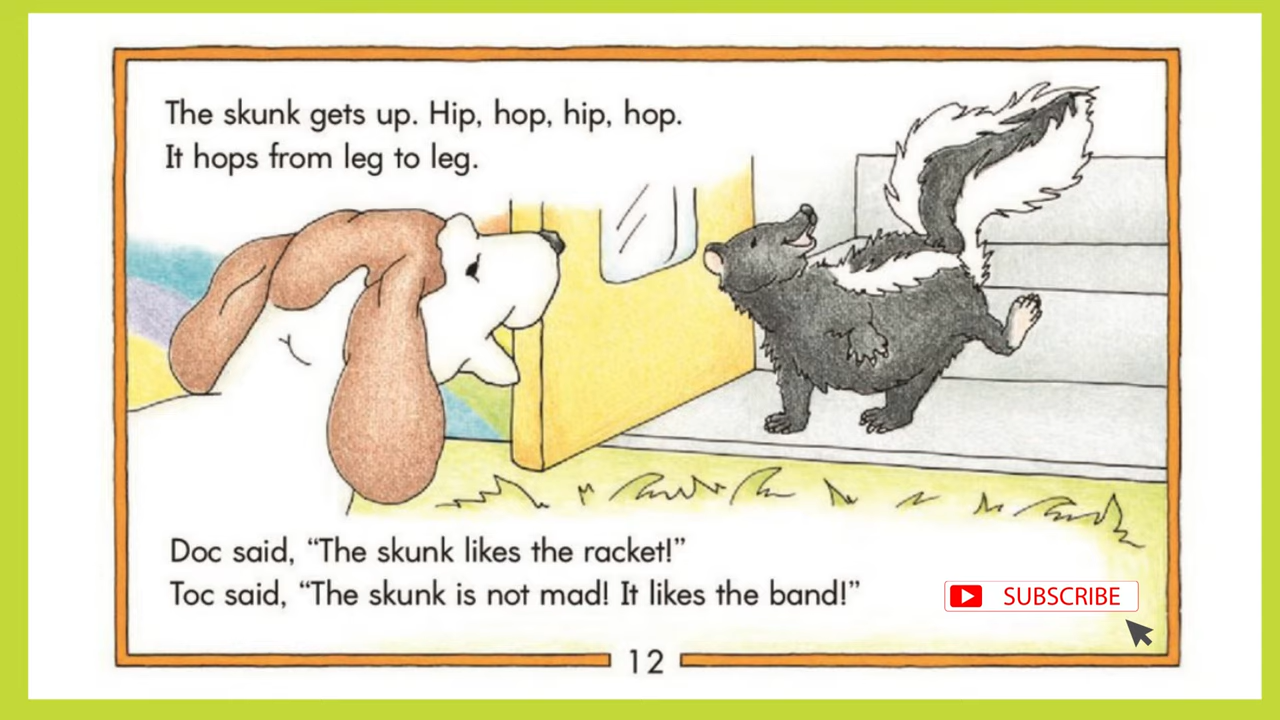 The skunk gets up. Hip, hop, hip, hop.
It hops from leg to leg.
Doc said, “The skunk likes the racket!”
Toc said, “The skunk is not mad! It likes the band!”
SUBSCRIBE
12